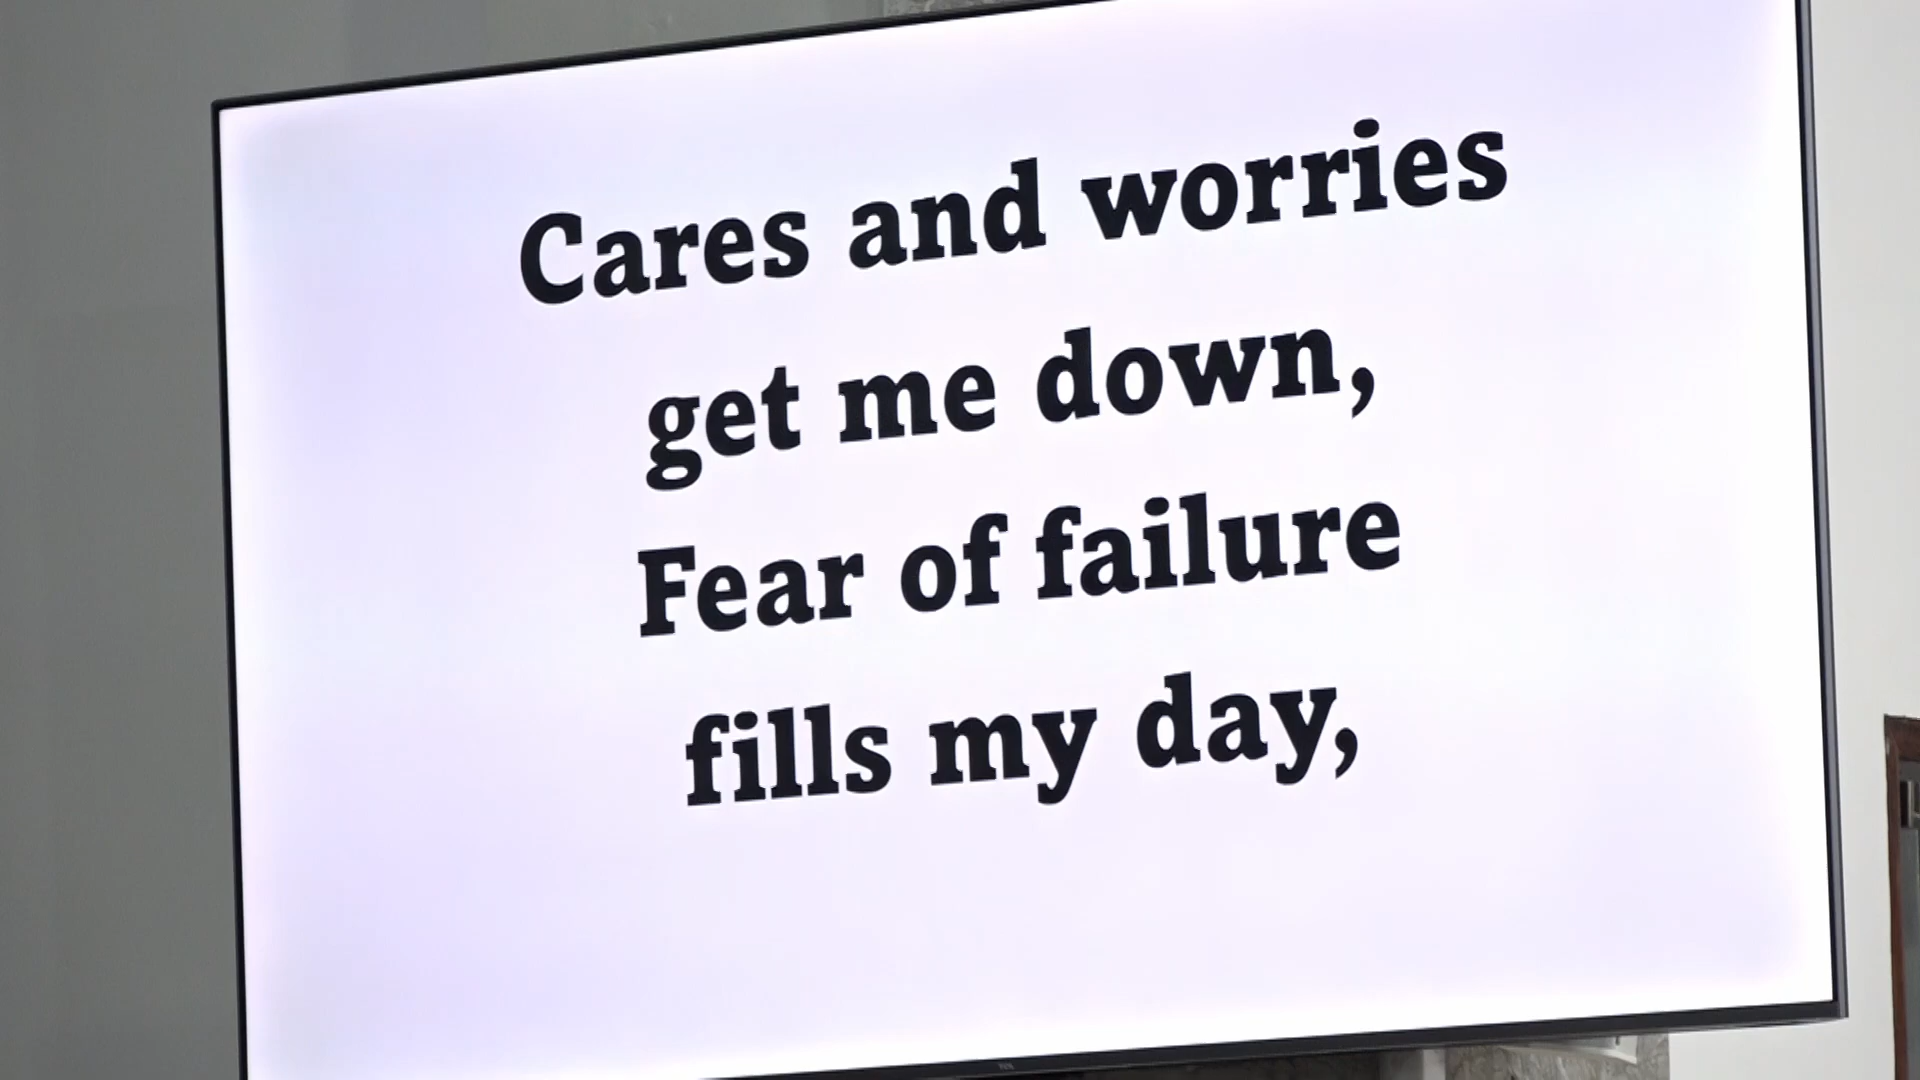 Cares and worries
get me down,
Fear of failure
fills my day,